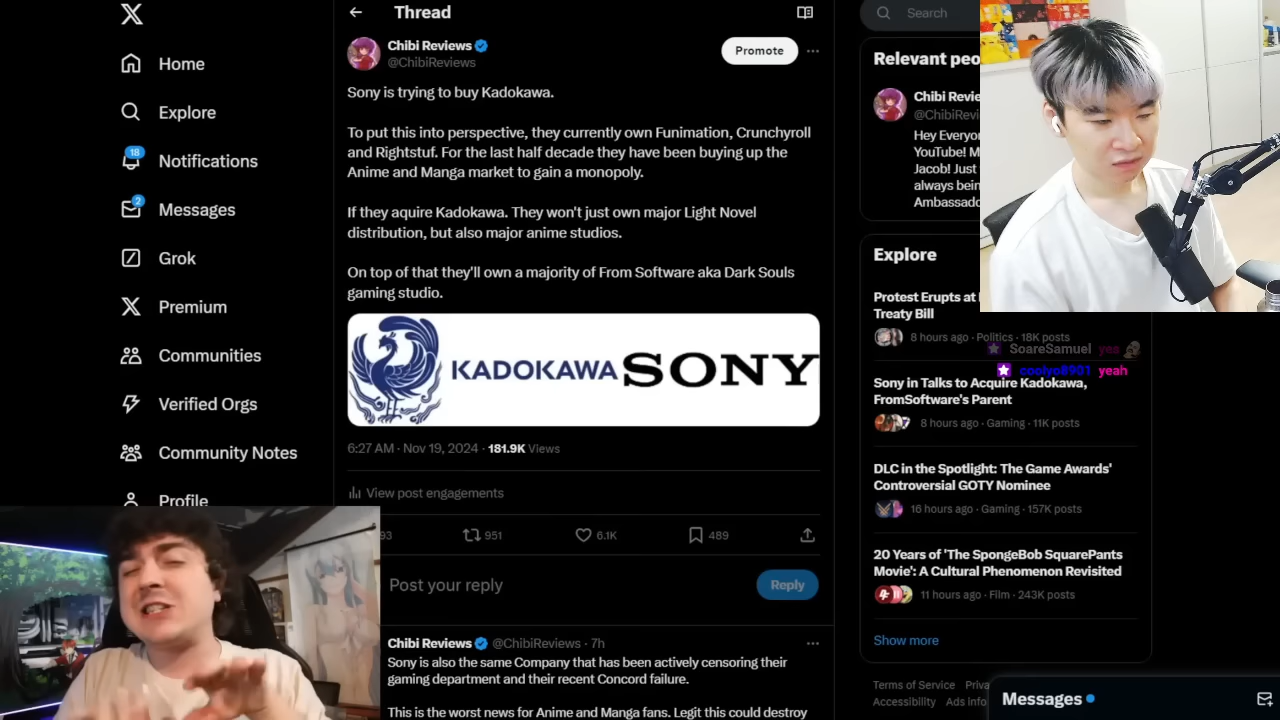 Home
Explore
18
Notifications
2
Messages
Grok
Premium
Communities
Verified Orgs
Community Notes
Profile
Thread
Chibi Reviews
@ChibiReviews
Promote
Sony is trying to buy Kadokawa.
To put this into perspective, they currently own Funimation, Crunchyroll
and Rightstuf. For the last half decade they have been buying up the
Anime and Manga market to gain a monopoly.
If they aquire Kadokawa. They won't just own major Light Novel
distribution, but also major anime studios.
On top of that they'll own a majority of From Software aka Dark Souls
gaming studio.
KADOKAWA SONY
6:27 AM · Nov 19, 2024 · 181.9K Views
View post engagements
93 951 6.1K 489
Post your reply
Reply
Chibi Reviews @ChibiReviews · 7h
Sony is also the same Company that has been actively censoring their
gaming department and their recent Concord failure.
This is the worst news for Anime and Manga fans. Legit this could destroy
Search
Relevant peo
Chibi Revie
@ChibiRevi
Hey Everyon
YouTube! M
Jacob! Just
always bein
Ambassado
Explore
Protest Erupts at
Treaty Bill
8 hours ago · Politics · 18K posts
SoareSamuel yea
coolyo8901 yeah
Sony in Talks to Acquire Kadokawa,
FromSoftware's Parent
8 hours ago · Gaming · 11K posts
DLC in the Spotlight: The Game Awards'
Controversial GOTY Nominee
16 hours ago · Gaming · 157K posts
20 Years of 'The SpongeBob SquarePants
Movie': A Cultural Phenomenon Revisited
11 hours ago · Film · 243K posts
Show more
Terms of Service Priva
Accessibility Ads info
Messages